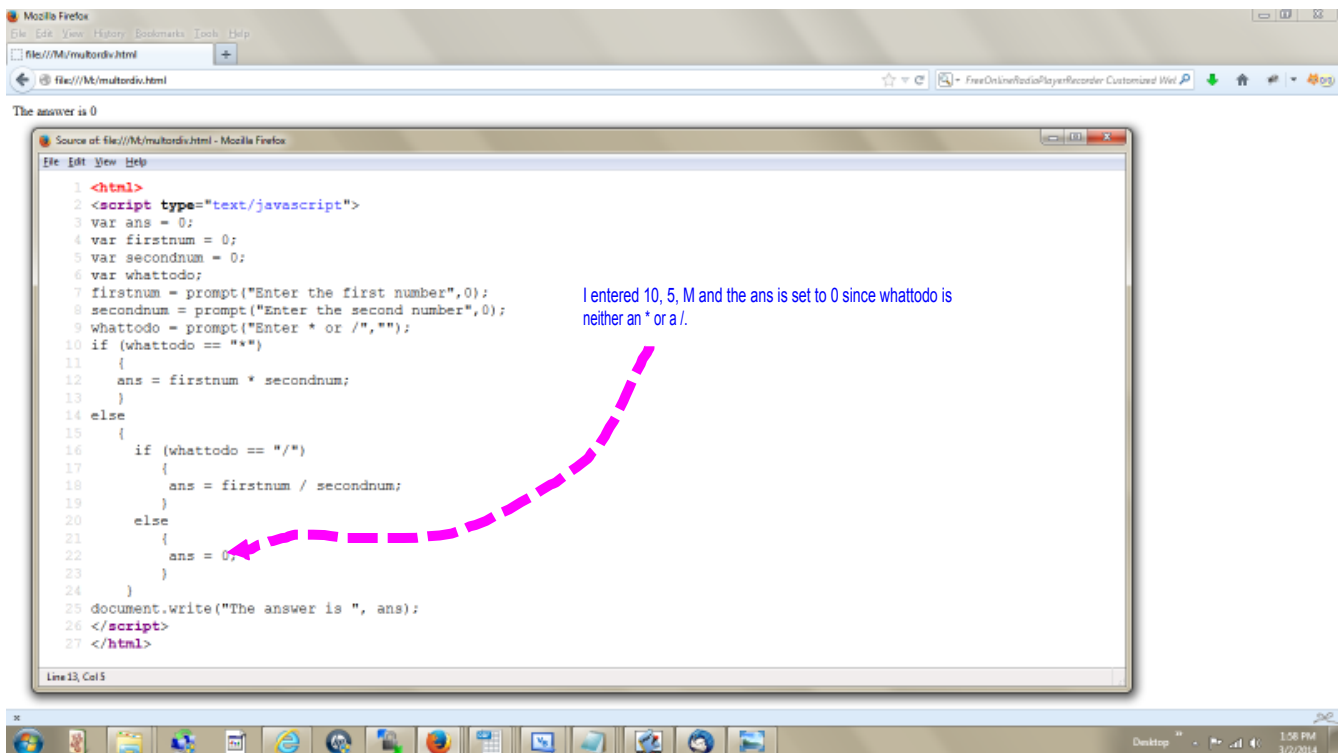 Mozilla Firefox
File Edit View History Bookmarks Tools Help
file:///M:/multordiv.html
file:///M:/multordiv.html
FreeOnlineRadioPlayerRecorder Customized Wel
The answer is 0
Source of: file:///M:/multordiv.html - Mozilla Firefox
File Edit View Help
1 <html>
2 <script type="text/javascript">
3 var ans = 0;
4 var firstnum = 0;
5 var secondnum = 0;
6 var whattodo;
7 firstnum = prompt("Enter the first number",0);
8 secondnum = prompt("Enter the second number",0);
9 whattodo = prompt("Enter * or /","");
10 if (whattodo == "*")
11 {
12 ans = firstnum * secondnum;
13 }
14 else
15 {
16 if (whattodo == "/")
17 {
18 ans = firstnum / secondnum;
19 }
20 else
21 {
22 ans = 0;
23 }
24 }
25 document.write("The answer is ", ans);
26 </script>
27 </html>
I entered 10, 5, M and the ans is set to 0 since whattodo is
neither an * or a /.
Line 13, Col 5
Desktop
1:58 PM
3/2/2014